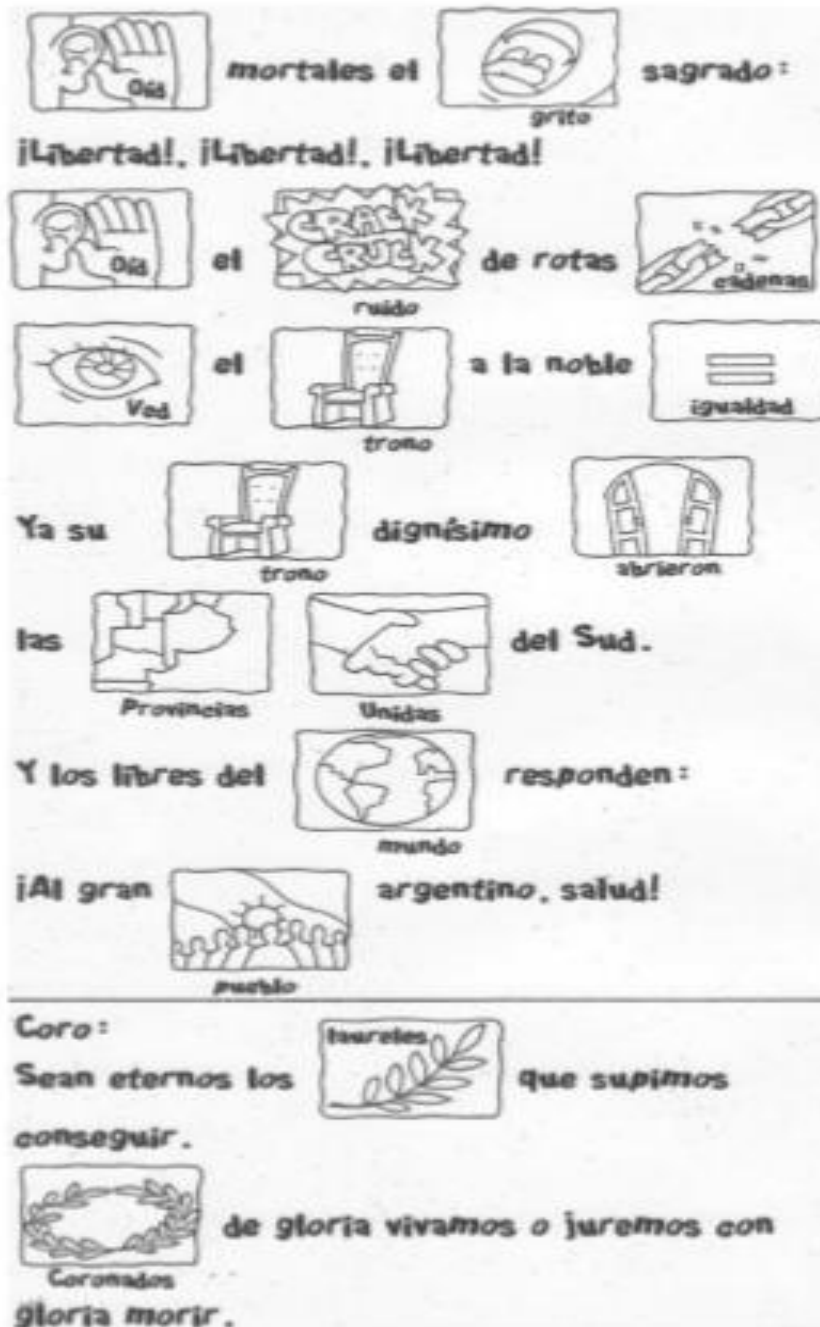 Oíd mortales el grito sagrado:
¡Libertad!, ¡Libertad!, ¡Libertad!
Oíd el CRACK CRUCK ruido de rotas cadenas
Ved el trono a la noble igualdad
Ya su trono dignísimo abrieron
las Provincias Unidas del Sud.
Y los libres del mundo responden:
¡Al gran pueblo argentino, salud!
Coro:
Sean eternos los laureles que supimos
conseguir.
Coronados de gloria vivamos o juremos con
gloria morir.